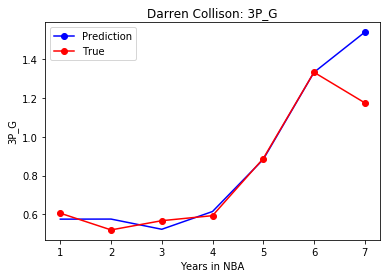 Darren Collison: 3P_G
Prediction
True
3P_G
1.4
1.2
1.0
0.8
0.6
1 2 3 4 5 6 7
Years in NBA